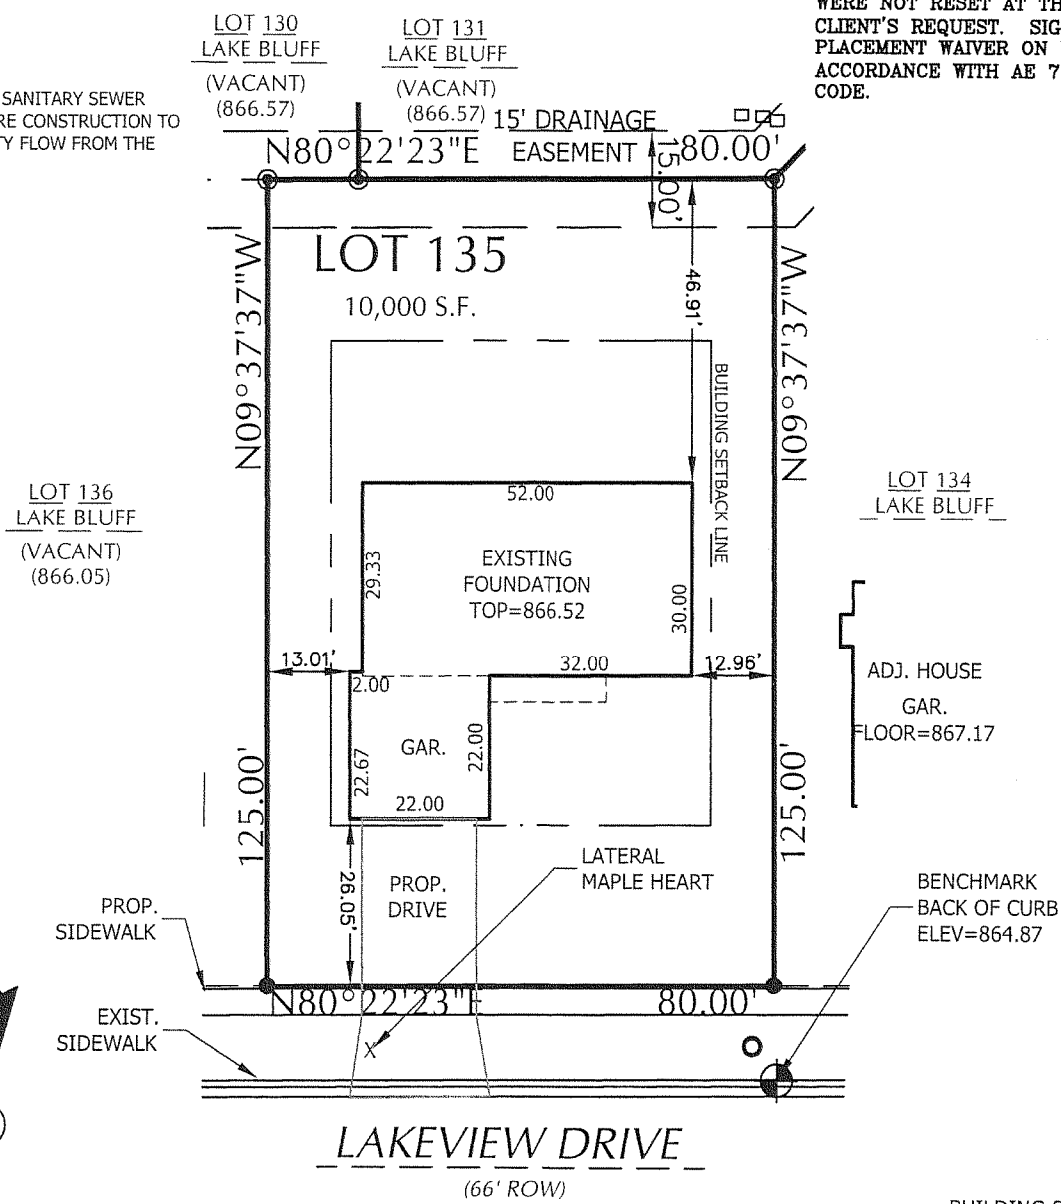 WERE NOT RESET AT TH
CLIENT'S REQUEST. SIG
PLACEMENT WAIVER ON
ACCORDANCE WITH AE 7
CODE.
LOT 130
LAKE BLUFF
(VACANT)
(866.57)
LOT 131
LAKE BLUFF
(VACANT)
(866.57)
SANITARY SEWER
RE CONSTRUCTION TO
TY FLOW FROM THE
15' DRAINAGE
EASEMENT
N80°22'23"E
80.00'
15.00'
LOT 135
10,000 S.F.
46.91'
N09°37'37"W
N09°37'37"W
BUILDING SETBACK LINE
LOT 136
LAKE BLUFF
(VACANT)
(866.05)
LOT 134
LAKE BLUFF
52.00
29.33
EXISTING
FOUNDATION
TOP=866.52
30.00
13.01'
2.00
32.00
12.96'
ADJ. HOUSE
GAR.
FLOOR=867.17
GAR.
22.67
22.00
22.00
125.00'
125.00'
26.05'
PROP.
DRIVE
LATERAL
MAPLE HEART
BENCHMARK
BACK OF CURB
ELEV=864.87
PROP.
SIDEWALK
N80°22'23"E
80.00'
EXIST.
SIDEWALK
X
LAKEVIEW DRIVE
(66' ROW)